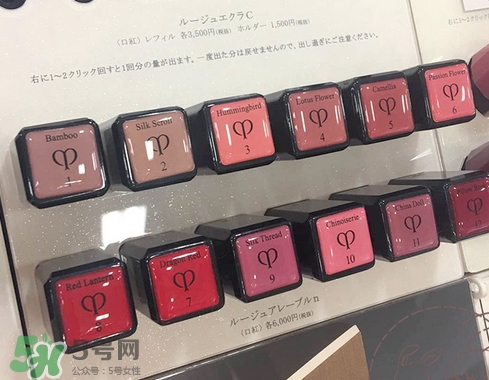 ルージュエクラC
(口紅) レフィル 各3,500円(税抜) ホルダー 1,500円(税抜)
右に1～2クリック回すと1回分の量が出ます。一度出た分は戻せませんので、出し過ぎにご注意ください。
Bamboo
1
Silk Scroll
2
Hummingbird
3
Lotus Flower
4
Camellia
5
Passion Flower
6
Red Lantern
8
Dragon Red
7
Silk Thread
9
Chinoiserie
10
China Doll
11
ルージュアレーブルn
(口紅) 各6,000円(税抜)
5号网
公众号：5号女性